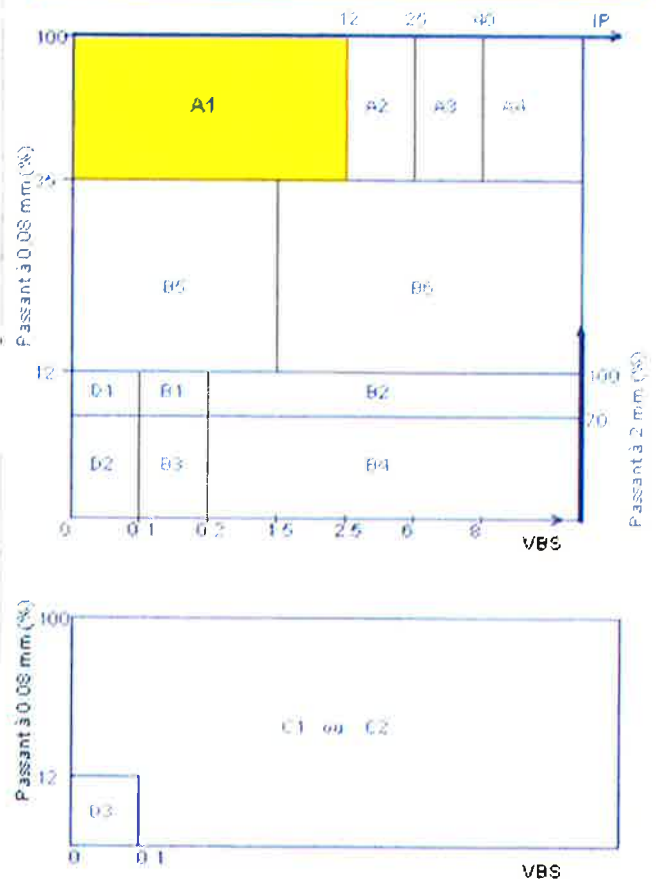 12 25 40 IP
100
A1 A2 A3 A4
35
Passant à 0.08 mm (%)
B5 B6
12 100
D1 B1 B2
70
D2 B3 B4
Passant à 2 mm (%)
0 0.1 0.2 1.5 2.5 6 8
VBS
100
Passant à 0.08 mm (%)
C1 ou C2
12
D3
0 0.1
VBS